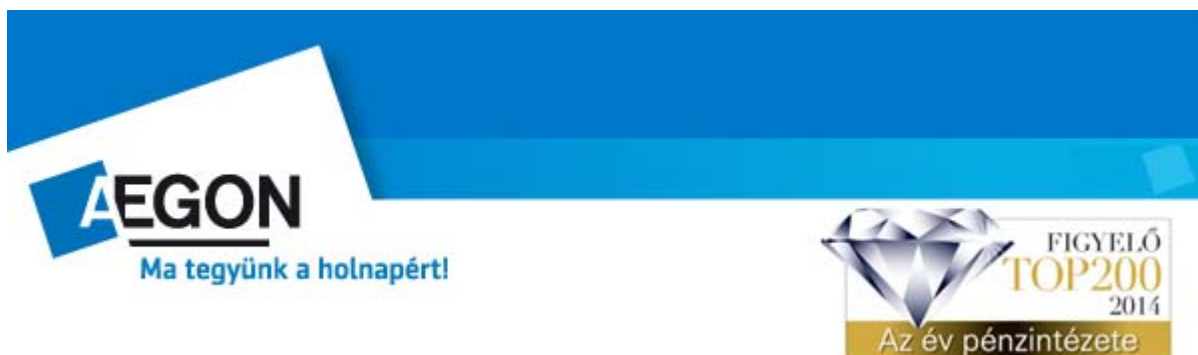 AEGON
Ma tegyünk a holnapért!
FIGYELŐ
TOP200
2014
Az év pénzintézete